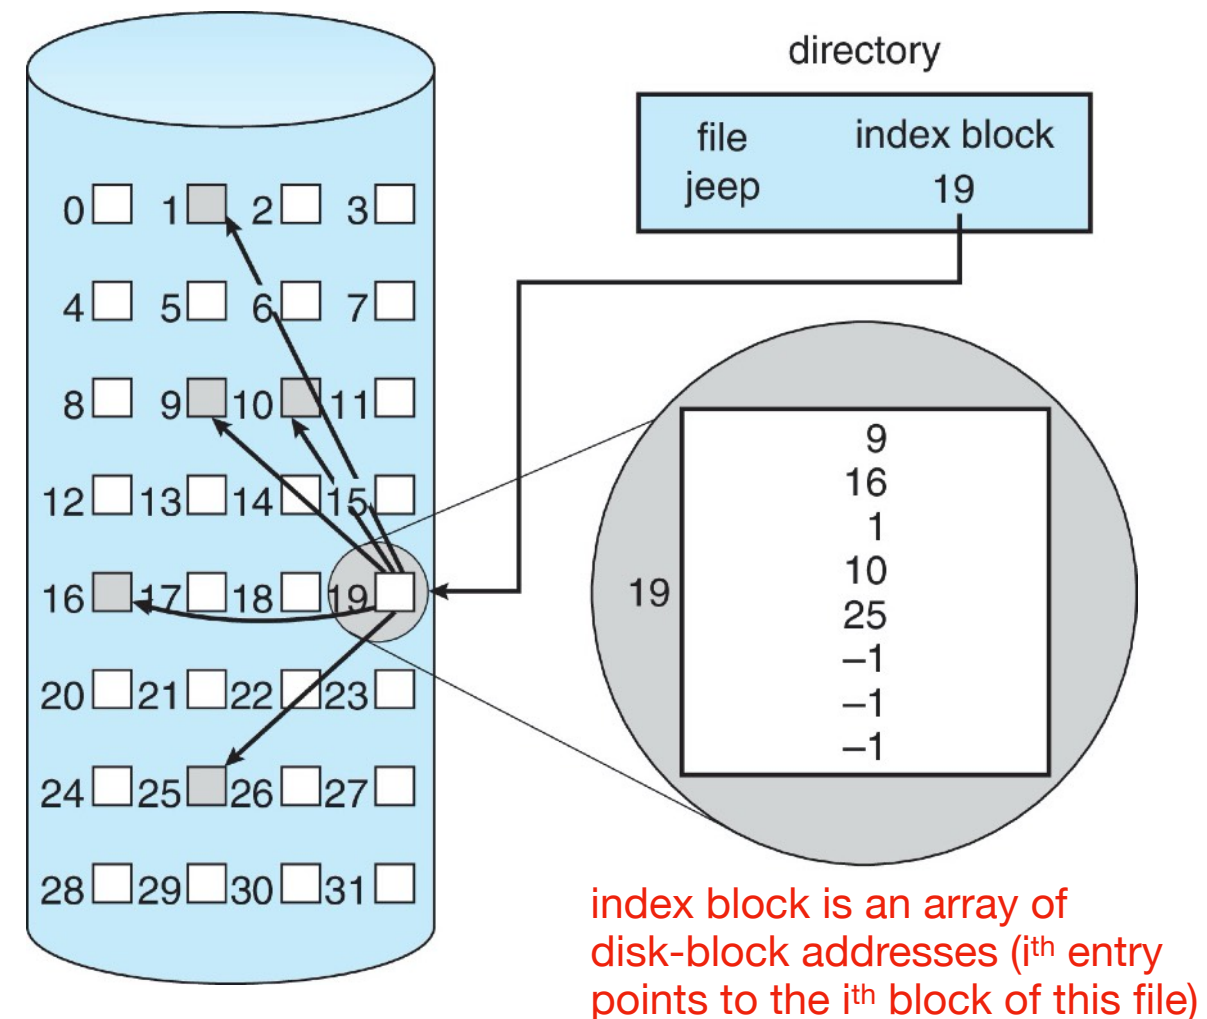 directory
file index block
jeep 19
0 1 2 3
4 5 6 7
8 9 10 11
12 13 14 15
16 17 18 19
20 21 22 23
24 25 26 27
28 29 30 31
19
9
16
1
10
25
–1
–1
–1
index block is an array of
disk-block addresses (ith entry
points to the ith block of this file)